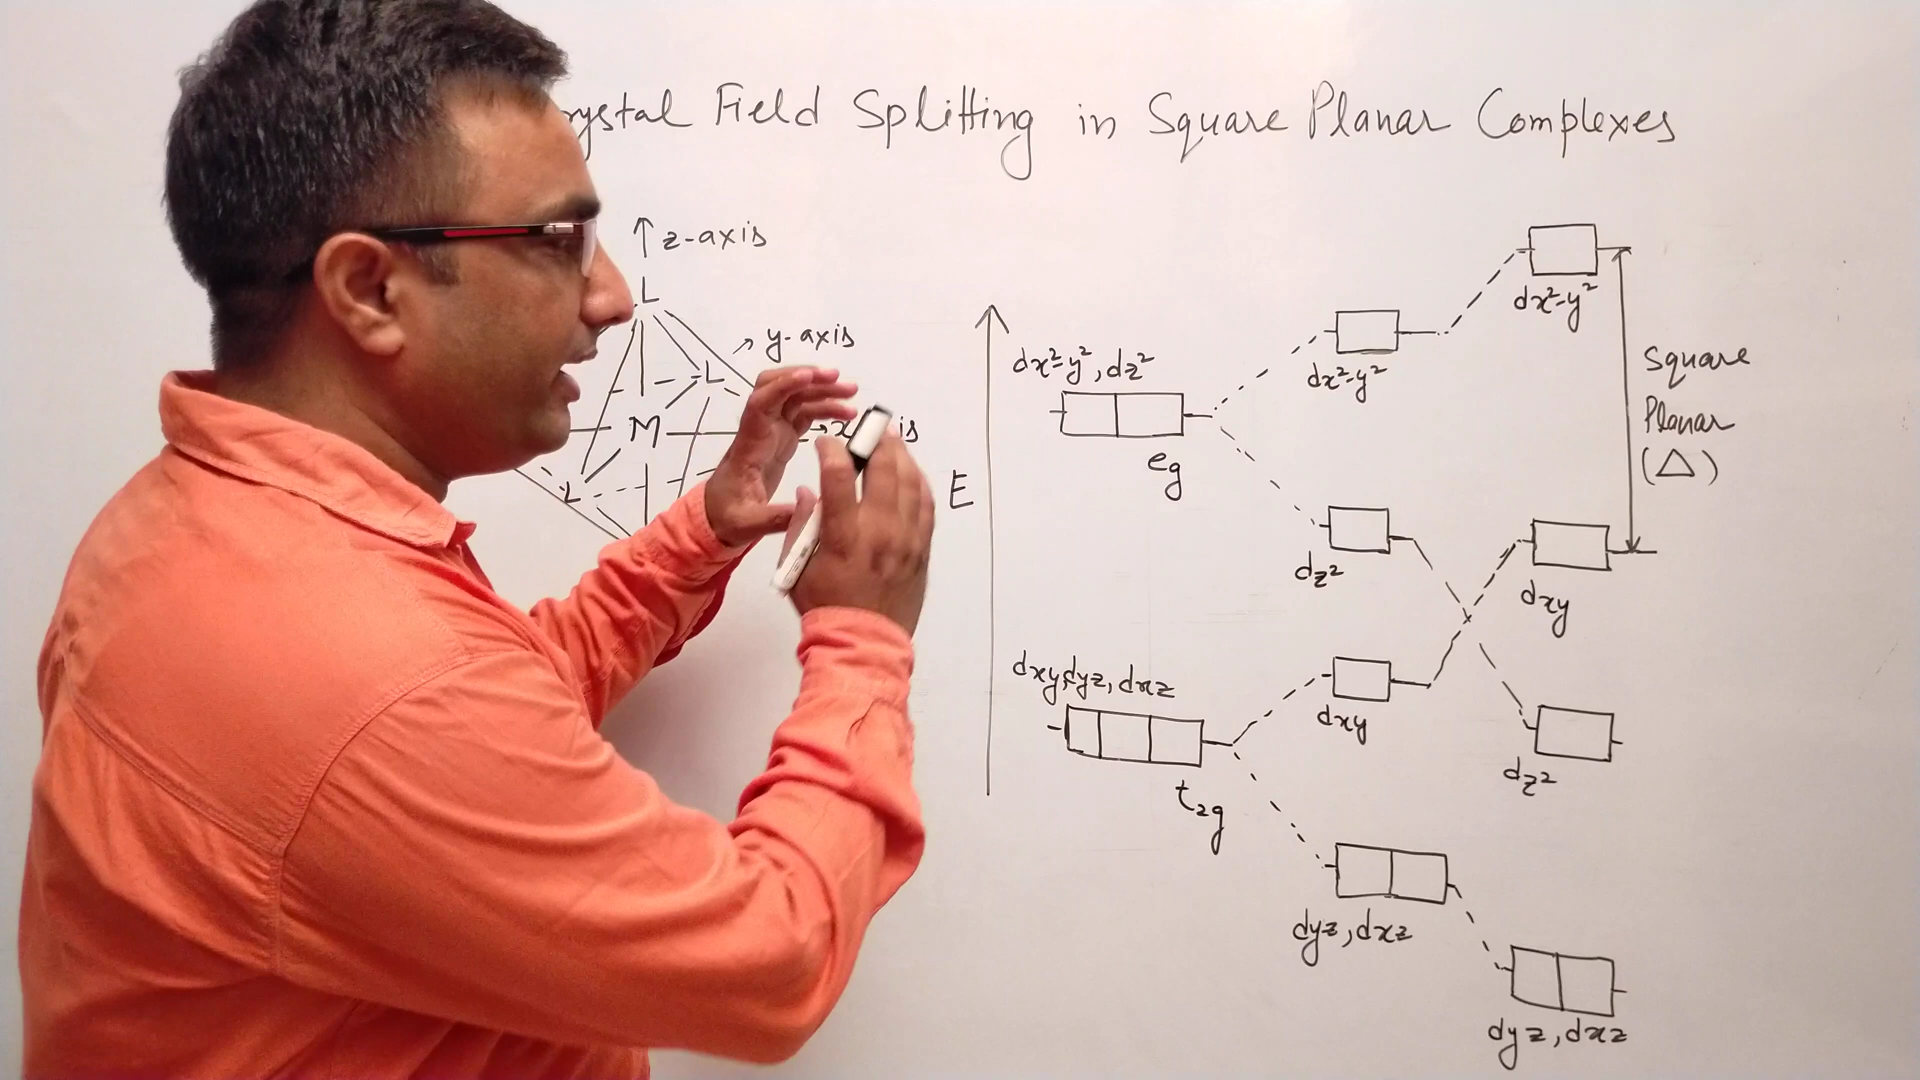 rystal Field Splitting in Square Planar Complexes
z-axis
L
y-axis
L
M
x is
L
E
dx²-y², dz²
eg
dxy, dyz, dxz
t₂g
dx²-y²
dz²
dxy
dyz, dxz
dx²-y²
Square
Planar
(△)
dxy
dz²
dyz, dxz